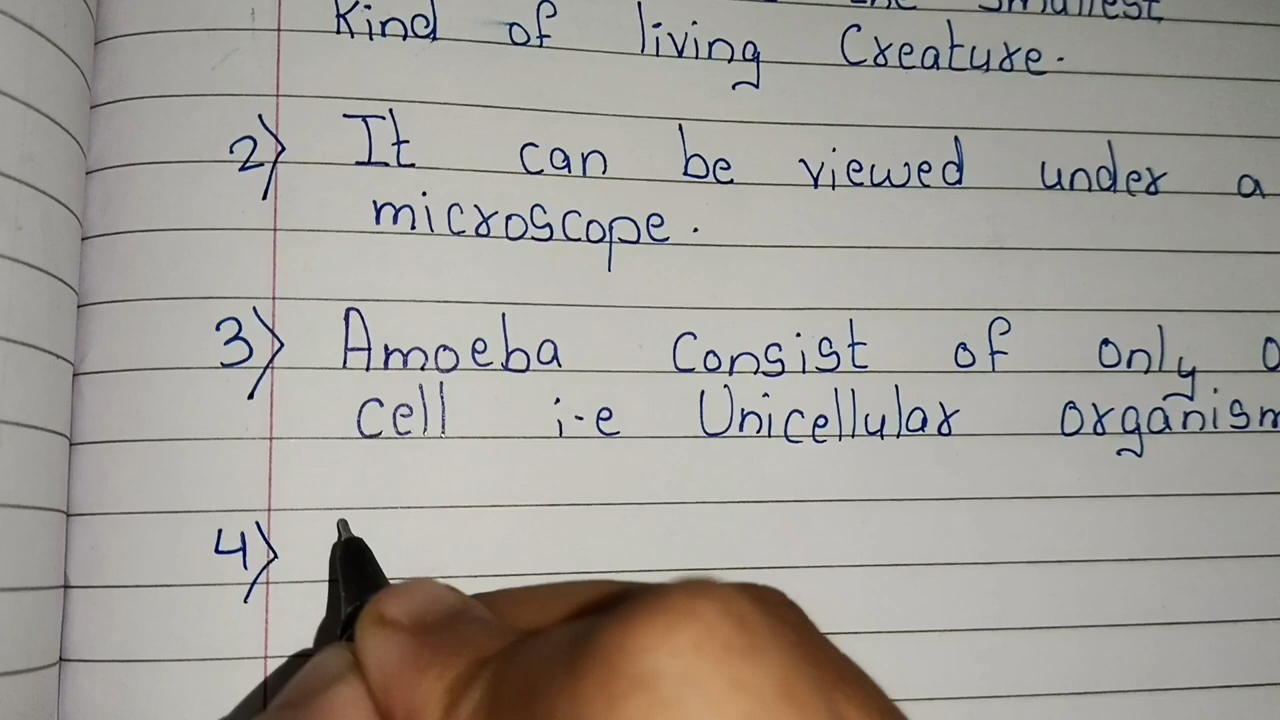 smallest
Kind of living Creature.
2) It can be viewed under a
microscope.
3) Amoeba Consist of only
cell i-e Unicellular organism
4)